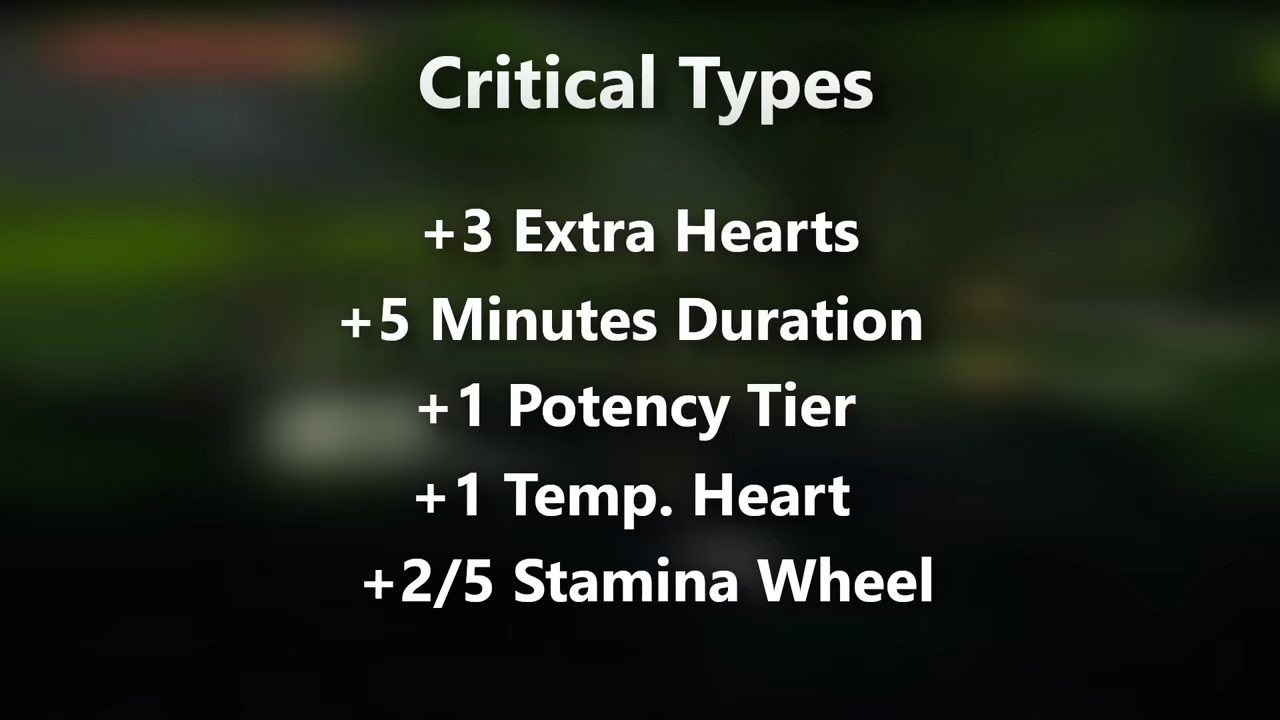 Critical Types
+3 Extra Hearts
+5 Minutes Duration
+1 Potency Tier
+1 Temp. Heart
+2/5 Stamina Wheel